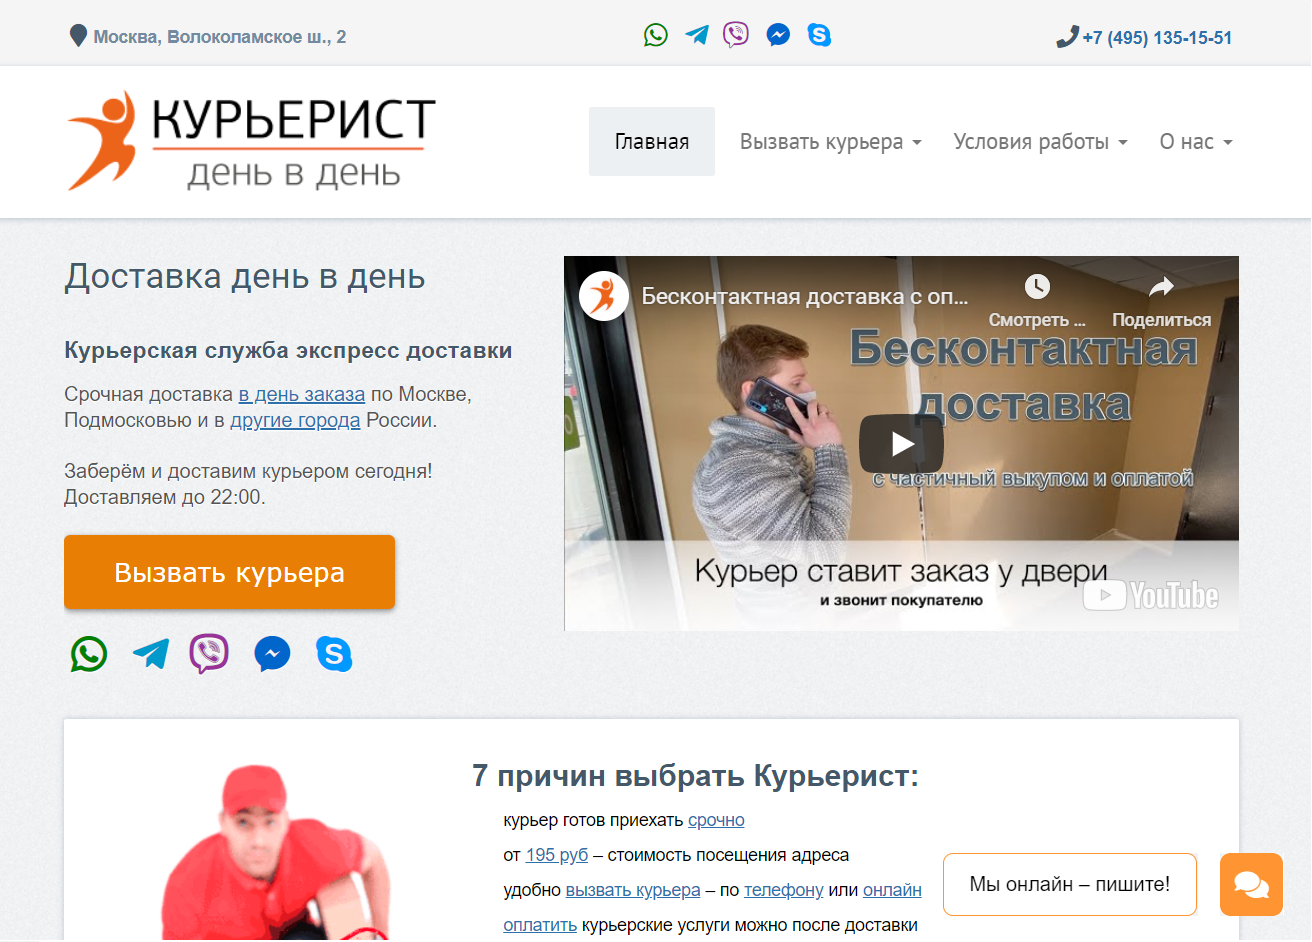 Москва, Волоколамское ш., 2
+7 (495) 135-15-51
КУРЬЕРИСТ
день в день
Главная
Вызвать курьера
Условия работы
О нас
Доставка день в день
Курьерская служба экспресс доставки
Срочная доставка в день заказа по Москве,
Подмосковью и в другие города России.
Заберём и доставим курьером сегодня!
Доставляем до 22:00.
Вызвать курьера
Бесконтактная доставка с оп...
Смотреть ...
Поделиться
Бесконтактная
доставка
с частичный выкупом и оплатой
Курьер ставит заказ у двери
и звонит покупателю
YouTube
7 причин выбрать Курьерист:
курьер готов приехать срочно
от 195 руб – стоимость посещения адреса
удобно вызвать курьера – по телефону или онлайн
оплатить курьерские услуги можно после доставки
Мы онлайн – пишите!